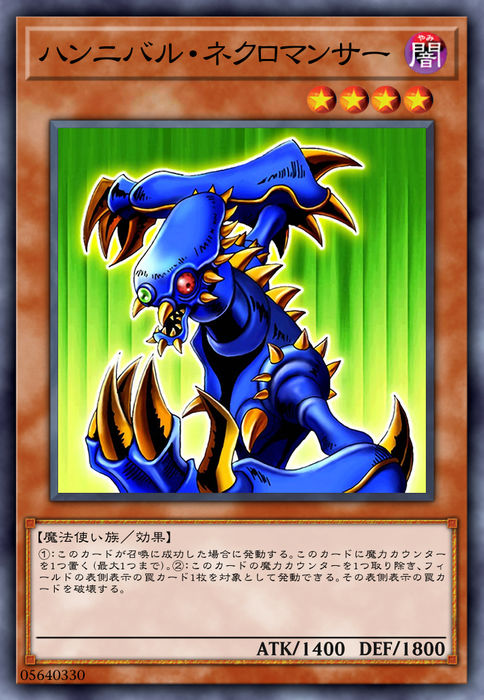 ハンニバル・ネクロマンサー
やみ
闇
【魔法使い族／効果】
①:このカードが召喚に成功した場合に発動する。このカードに魔力カウンター
を1つ置く(最大1つまで)。②:このカードの魔力カウンターを1つ取り除き、フィ
ールドの表側表示の罠カード1枚を対象として発動できる。その表側表示の罠カ
ードを破壊する。
ATK/1400 DEF/1800
05640330